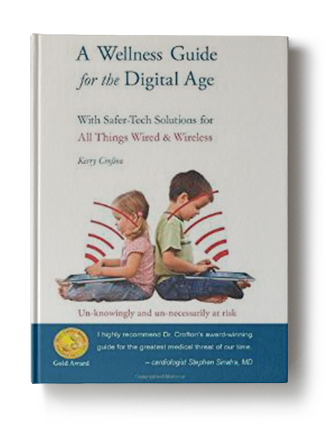 A Wellness Guide
for the Digital Age
With Safer-Tech Solutions for
All Things Wired & Wireless
Kerry Crofton
Un-knowingly and un-necessarily at risk
I highly recommend Dr. Crofton's award-winning
guide for the greatest medical threat of our time.
– cardiologist Stephen Sinatra, MD
Gold Award